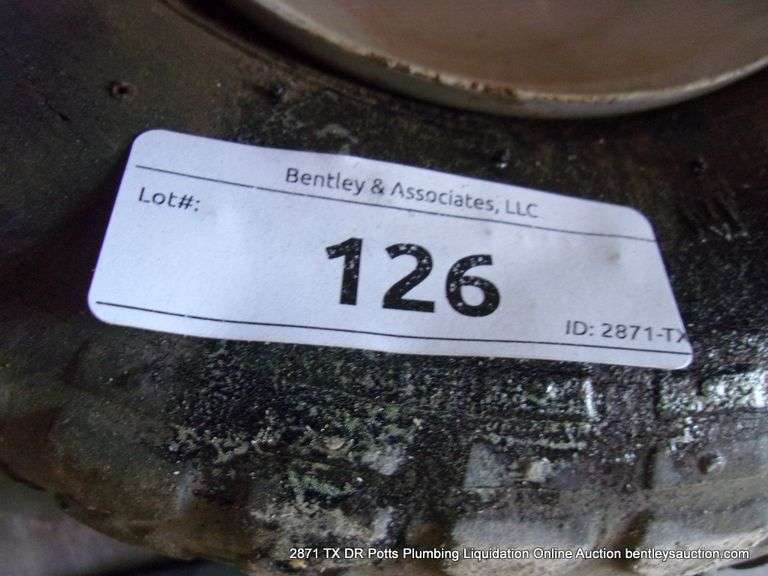 Bentley & Associates, LLC
Lot#:
126
ID: 2871-TX
2871 TX DR Potts Plumbing Liquidation Online Auction bentleysauction.com